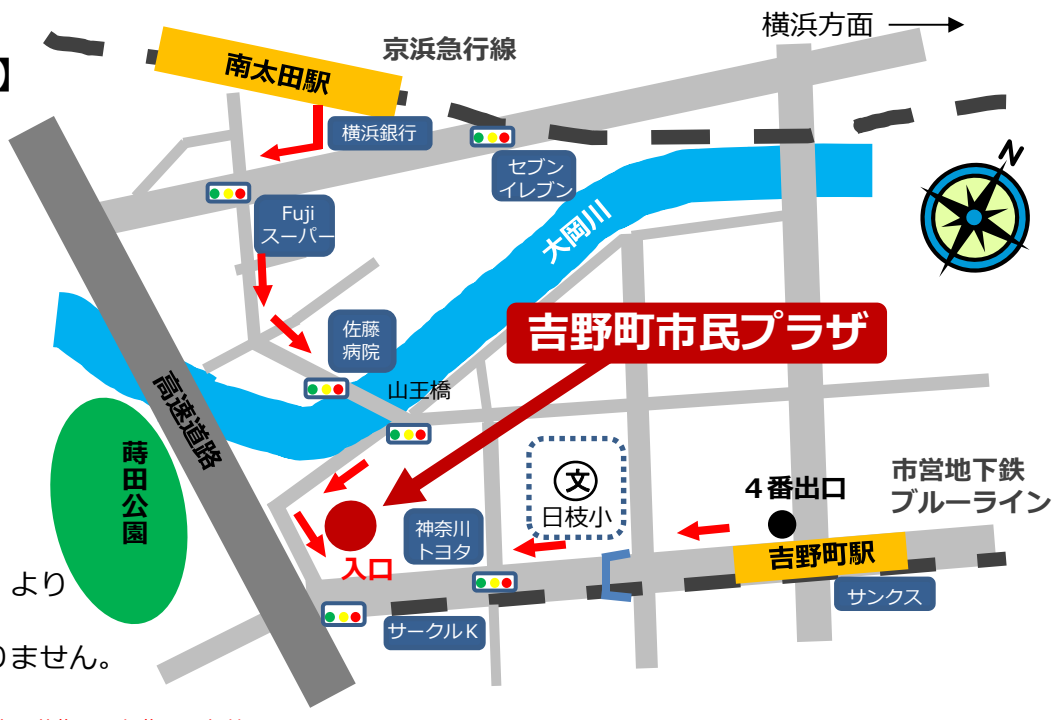 横浜方面
】
京浜急行線
南太田駅
横浜銀行
セブン
イレブン
N
Fuji
スーパー
大岡川
佐藤
病院
吉野町市民プラザ
山王橋
高速道路
蒔田公園
文
日枝小
4番出口
市営地下鉄
ブルーライン
神奈川
トヨタ
吉野町駅
入口
より
サンクス
サークルK
りません。